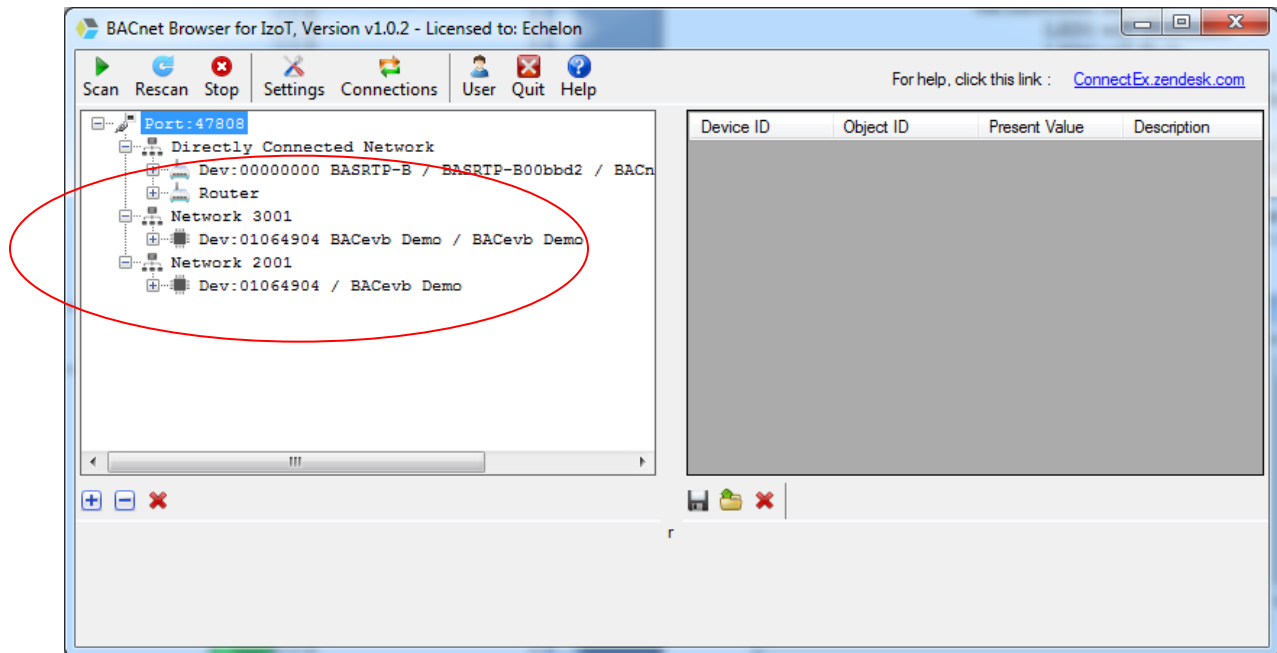 BACnet Browser for IzoT, Version v1.0.2 - Licensed to: Echelon
Scan Rescan Stop Settings Connections User Quit Help
For help, click this link : ConnectEx.zendesk.com
Port:47808
Directly Connected Network
Dev:00000000 BASRTP-B / BASRTP-B00bbd2 / BACn
Router
Network 3001
Dev:01064904 BACevb Demo / BACevb Demo
Network 2001
Dev:01064904 / BACevb Demo
Device ID Object ID Present Value Description
r